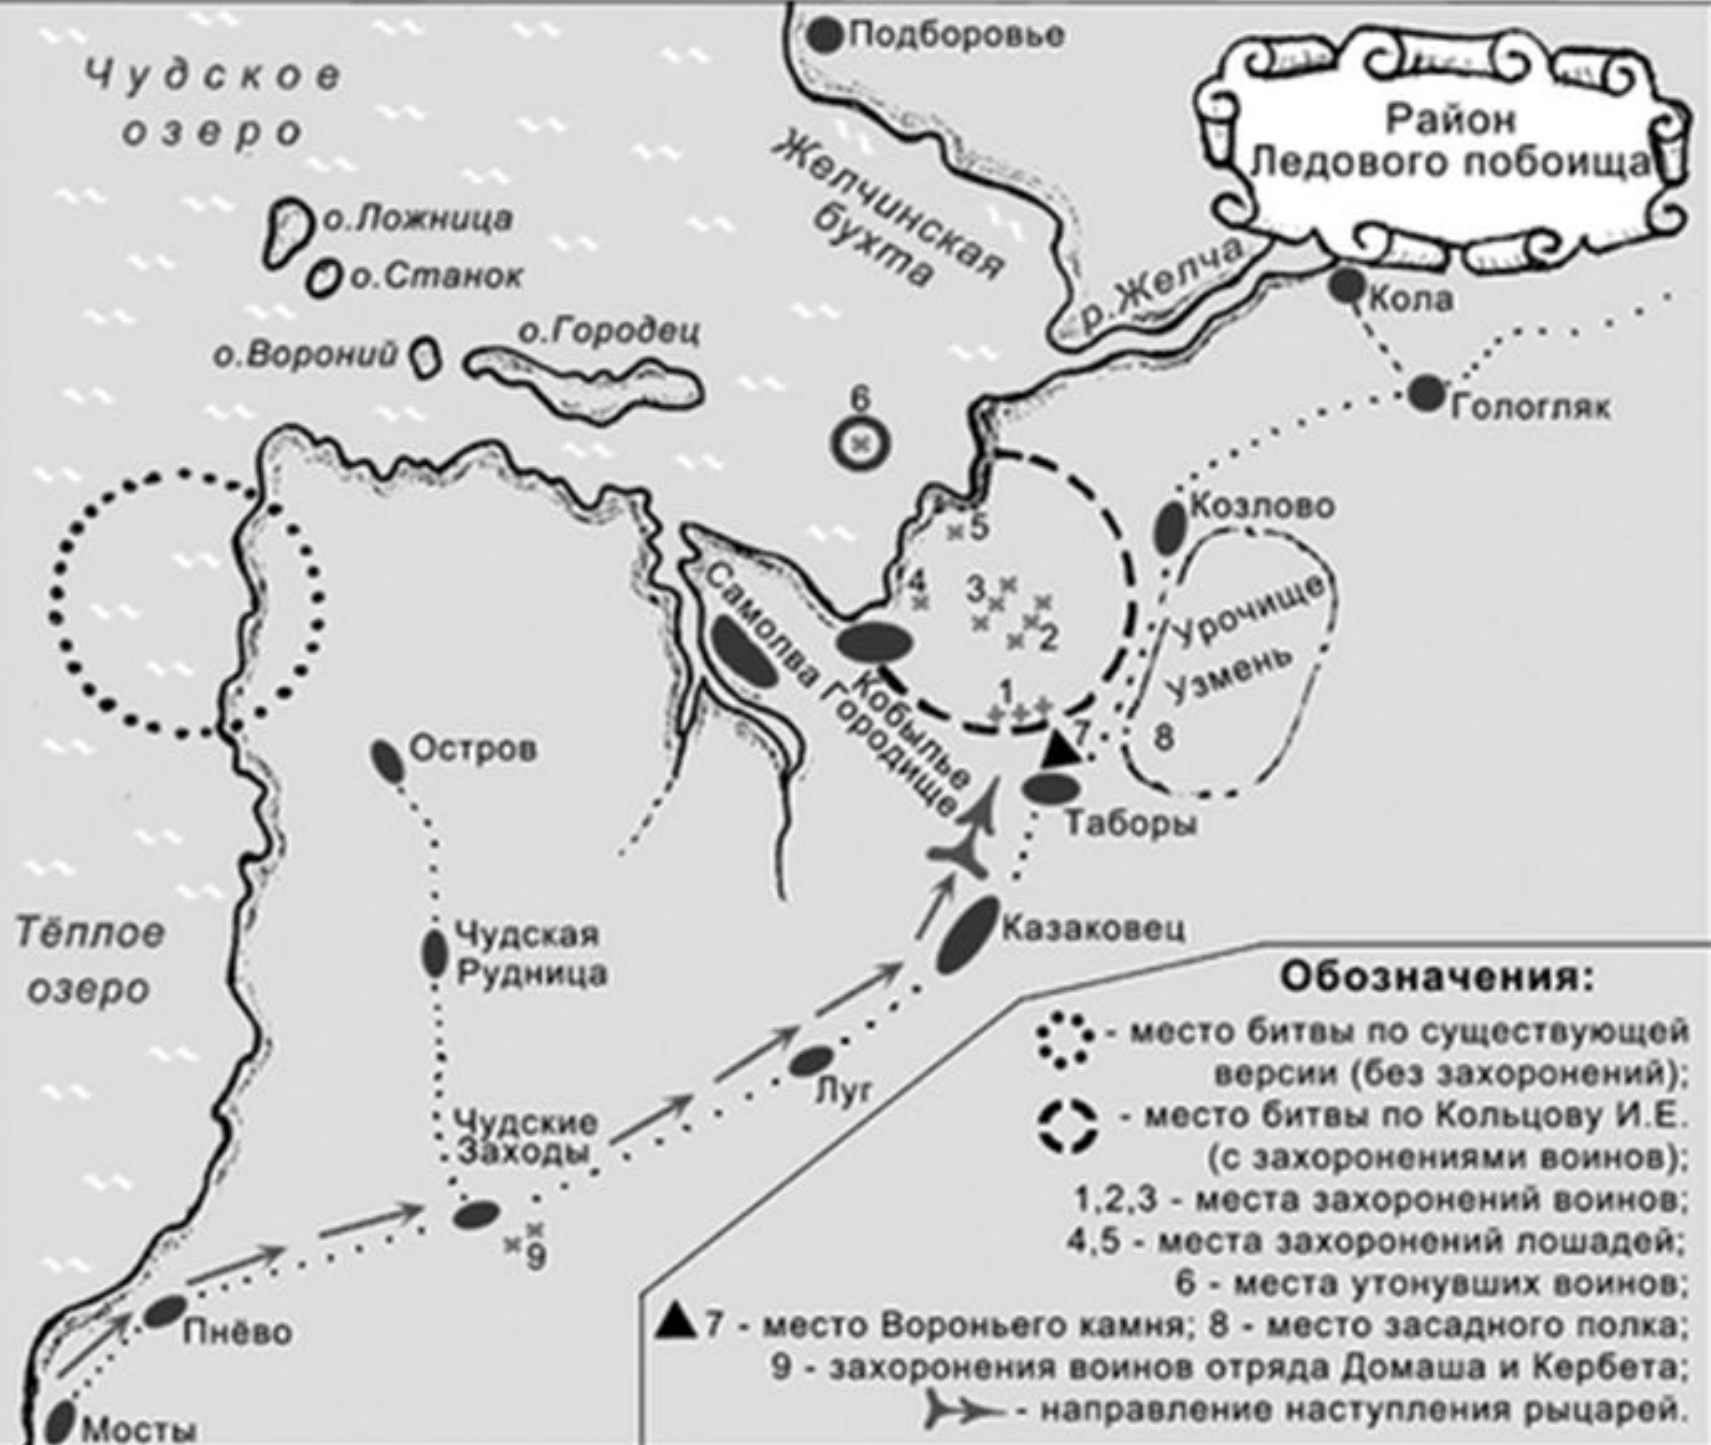 Чудское
озеро
Подборовье
Район
Ледового побоища
Желчинская
бухта
р.Желча
о.Ложница
о.Станок
о.Городец
о.Вороний
Кола
Гологляк
6
Козлово
5
4
3
2
1
Урочище
Узмень
7
8
Самолва
Кобылье
Городище
Остров
Таборы
Тёплое
озеро
Чудская
Рудница
Казаковец
Луг
Чудские
Заходы
9
Пнёво
Мосты
Обозначения:
- место битвы по существующей
версии (без захоронений);
- место битвы по Кольцову И.Е.
(с захоронениями воинов);
1,2,3 - места захоронений воинов;
4,5 - места захоронений лошадей;
6 - места утонувших воинов;
7 - место Вороньего камня; 8 - место засадного полка;
9 - захоронения воинов отряда Домаша и Кербета;
- направление наступления рыцарей.